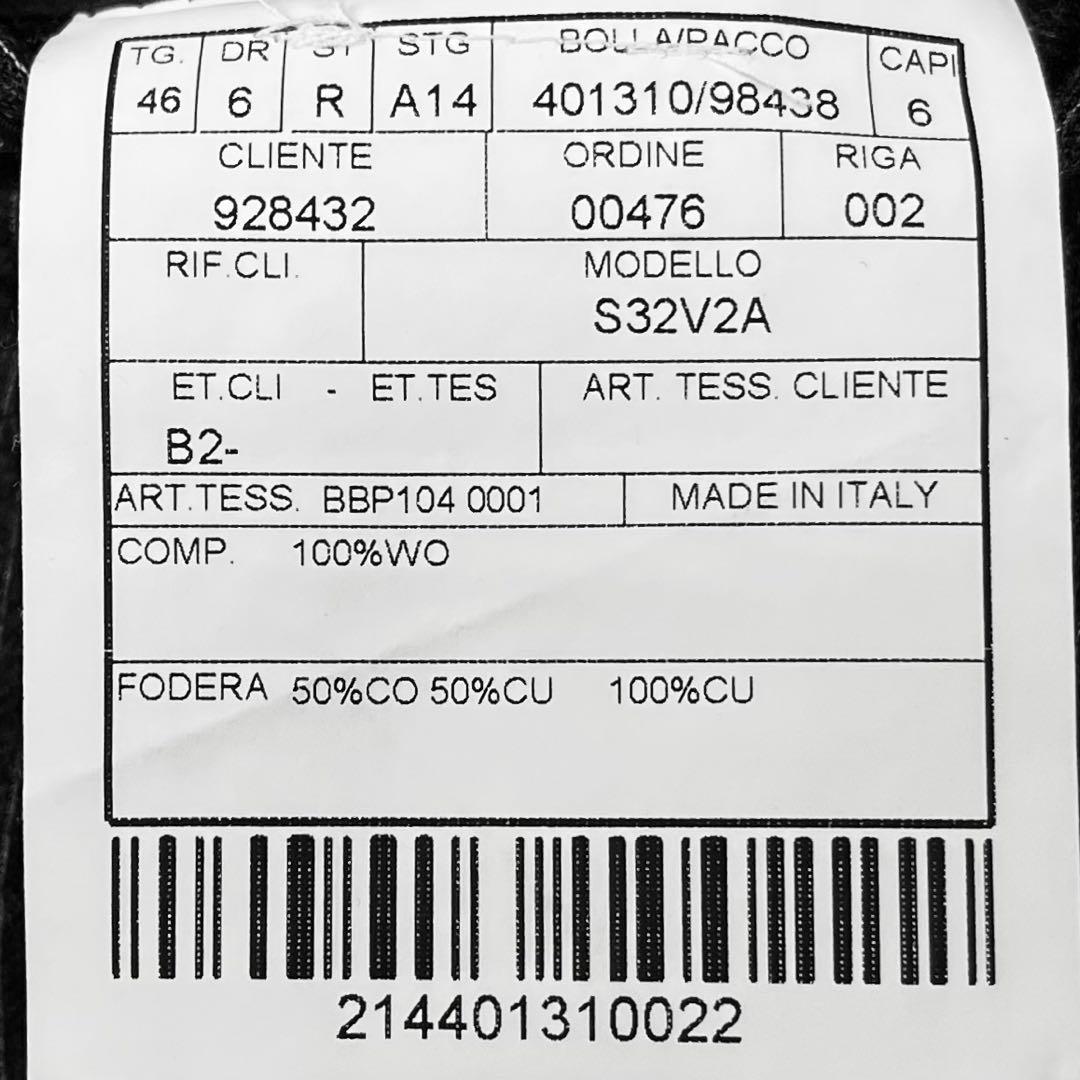 TG. DR ST STG BOLLA/PACCO CAPI
46 6 R A14 401310/98438 6
CLIENTE ORDINE RIGA
928432 00476 002
RIF.CLI. MODELLO
S32V2A
ET.CLI - ET.TES ART. TESS. CLIENTE
B2-
ART.TESS. BBP104 0001 MADE IN ITALY
COMP. 100%WO
FODERA 50%CO 50%CU 100%CU
214401310022